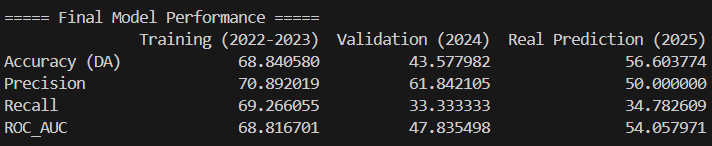 ===== Final Model Performance =====
Training (2022-2023) Validation (2024) Real Prediction (2025)
Accuracy (DA) 68.840580 43.577982 56.603774
Precision 70.892019 61.842105 50.000000
Recall 69.266055 33.333333 34.782609
ROC_AUC 68.816701 47.835498 54.057971